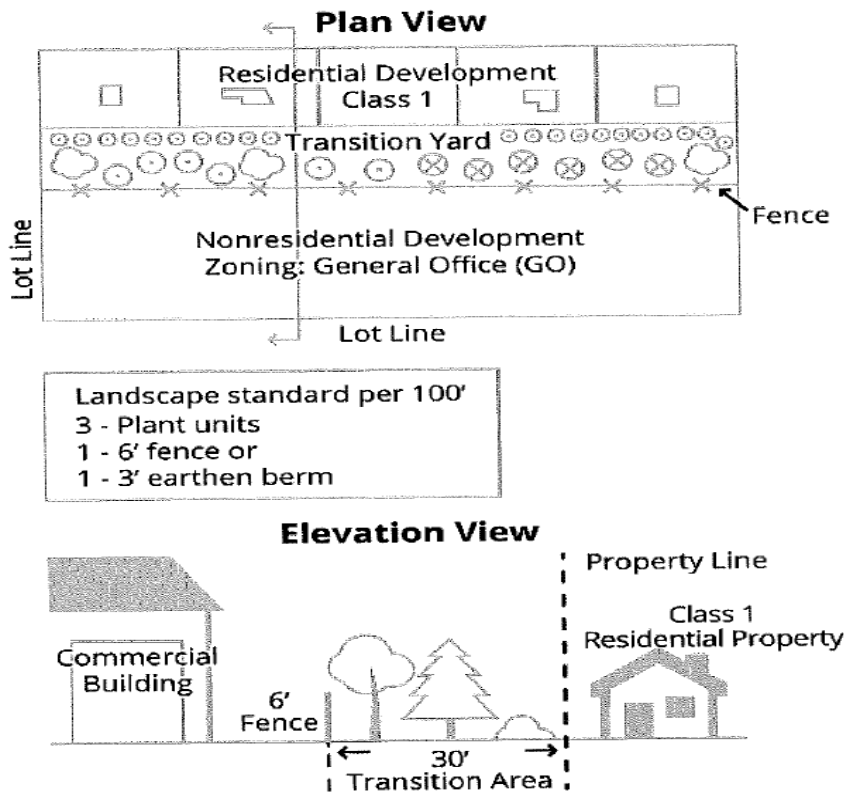 Plan View
Residential Development
Class 1
Transition Yard
Fence
Nonresidential Development
Zoning: General Office (GO)
Lot Line
Lot Line
Landscape standard per 100'
3 - Plant units
1 - 6' fence or
1 - 3' earthen berm
Elevation View
Property Line
Class 1
Residential Property
Commercial
Building
6'
Fence
30'
Transition Area